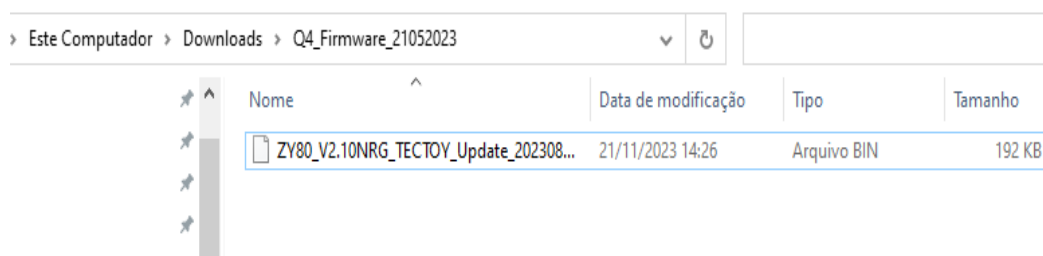 › Este Computador › Downloads › Q4_Firmware_21052023
Nome Data de modificação Tipo Tamanho
ZY80_V2.10NRG_TECTOY_Update_202308... 21/11/2023 14:26 Arquivo BIN 192 KB